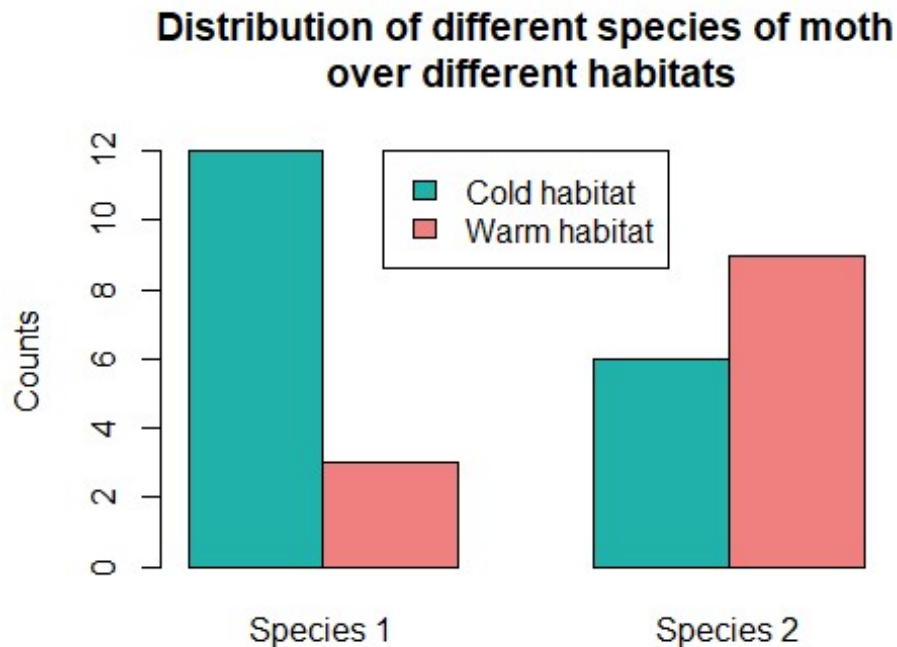 Distribution of different species of moth
over different habitats
12
10
8
6
4
2
0
Counts
Cold habitat
Warm habitat
Species 1
Species 2